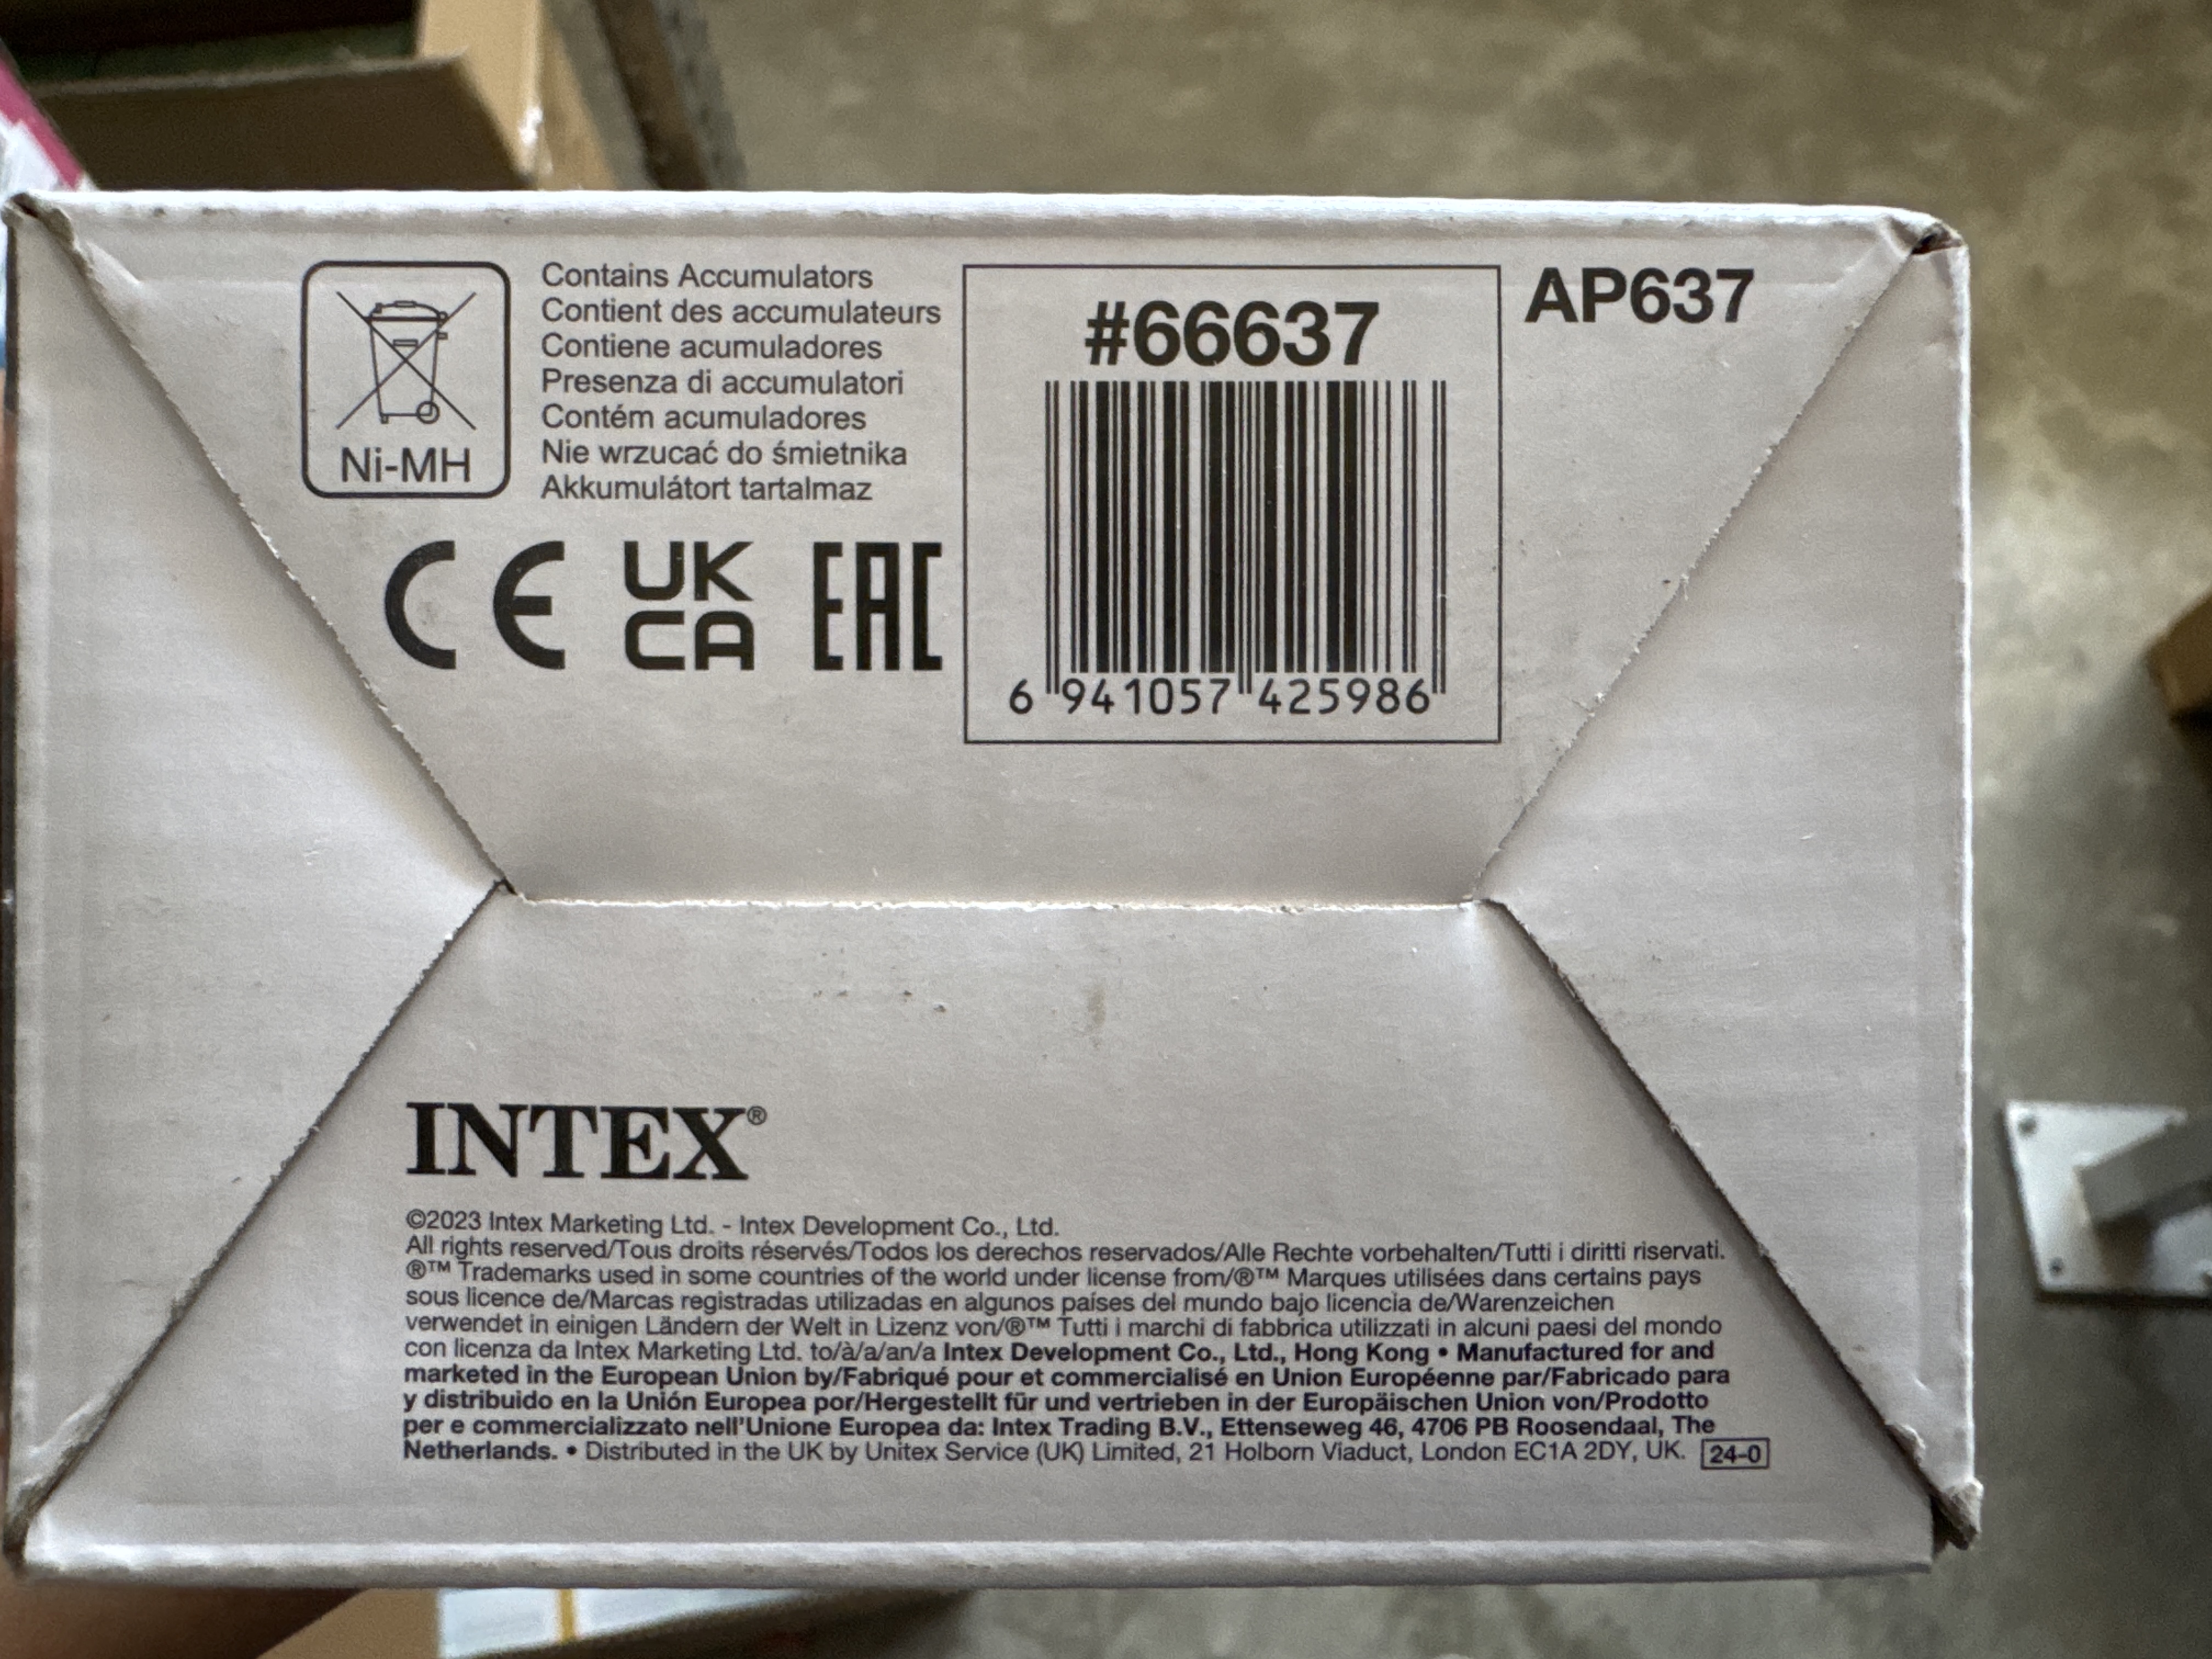 Contains Accumulators
Contient des accumulateurs
Contiene acumuladores
Presenza di accumulatori
Contém acumuladores
Nie wrzucać do śmietnika
Akkumulátort tartalmaz
Ni-MH
CE
UK
CA
EAC
#66637
6 941057 425986
AP637
INTEX®
©2023 Intex Marketing Ltd. - Intex Development Co., Ltd.
All rights reserved/Tous droits réservés/Todos los derechos reservados/Alle Rechte vorbehalten/Tutti i diritti riservati.
®™ Trademarks used in some countries of the world under license from/®™ Marques utilisées dans certains pays
sous licence de/Marcas registradas utilizadas en algunos países del mundo bajo licencia de/Warenzeichen
verwendet in einigen Ländern der Welt in Lizenz von/®™ Tutti i marchi di fabbrica utilizzati in alcuni paesi del mondo
con licenza da Intex Marketing Ltd. to/à/a/an/a Intex Development Co., Ltd., Hong Kong • Manufactured for and
marketed in the European Union by/Fabriqué pour et commercialisé en Union Européenne par/Fabricado para
y distribuido en la Unión Europea por/Hergestellt für und vertrieben in der Europäischen Union von/Prodotto
per e commercializzato nell'Unione Europea da: Intex Trading B.V., Ettenseweg 46, 4706 PB Roosendaal, The
Netherlands. • Distributed in the UK by Unitex Service (UK) Limited, 21 Holborn Viaduct, London EC1A 2DY, UK. 24-0